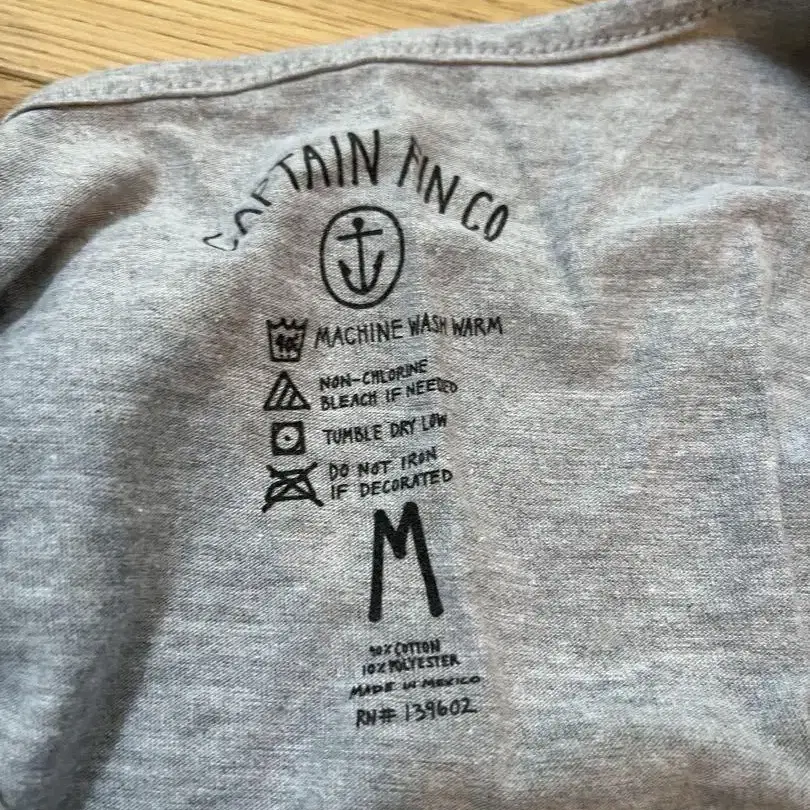 CAPTAIN FIN CO
40C MACHINE WASH WARM
NON-CHLORINE
BLEACH IF NEEDED
TUMBLE DRY LOW
DO NOT IRON
IF DECORATED
M
90% COTTON
10% POLYESTER
MADE IN MEXICO
RN# 139602